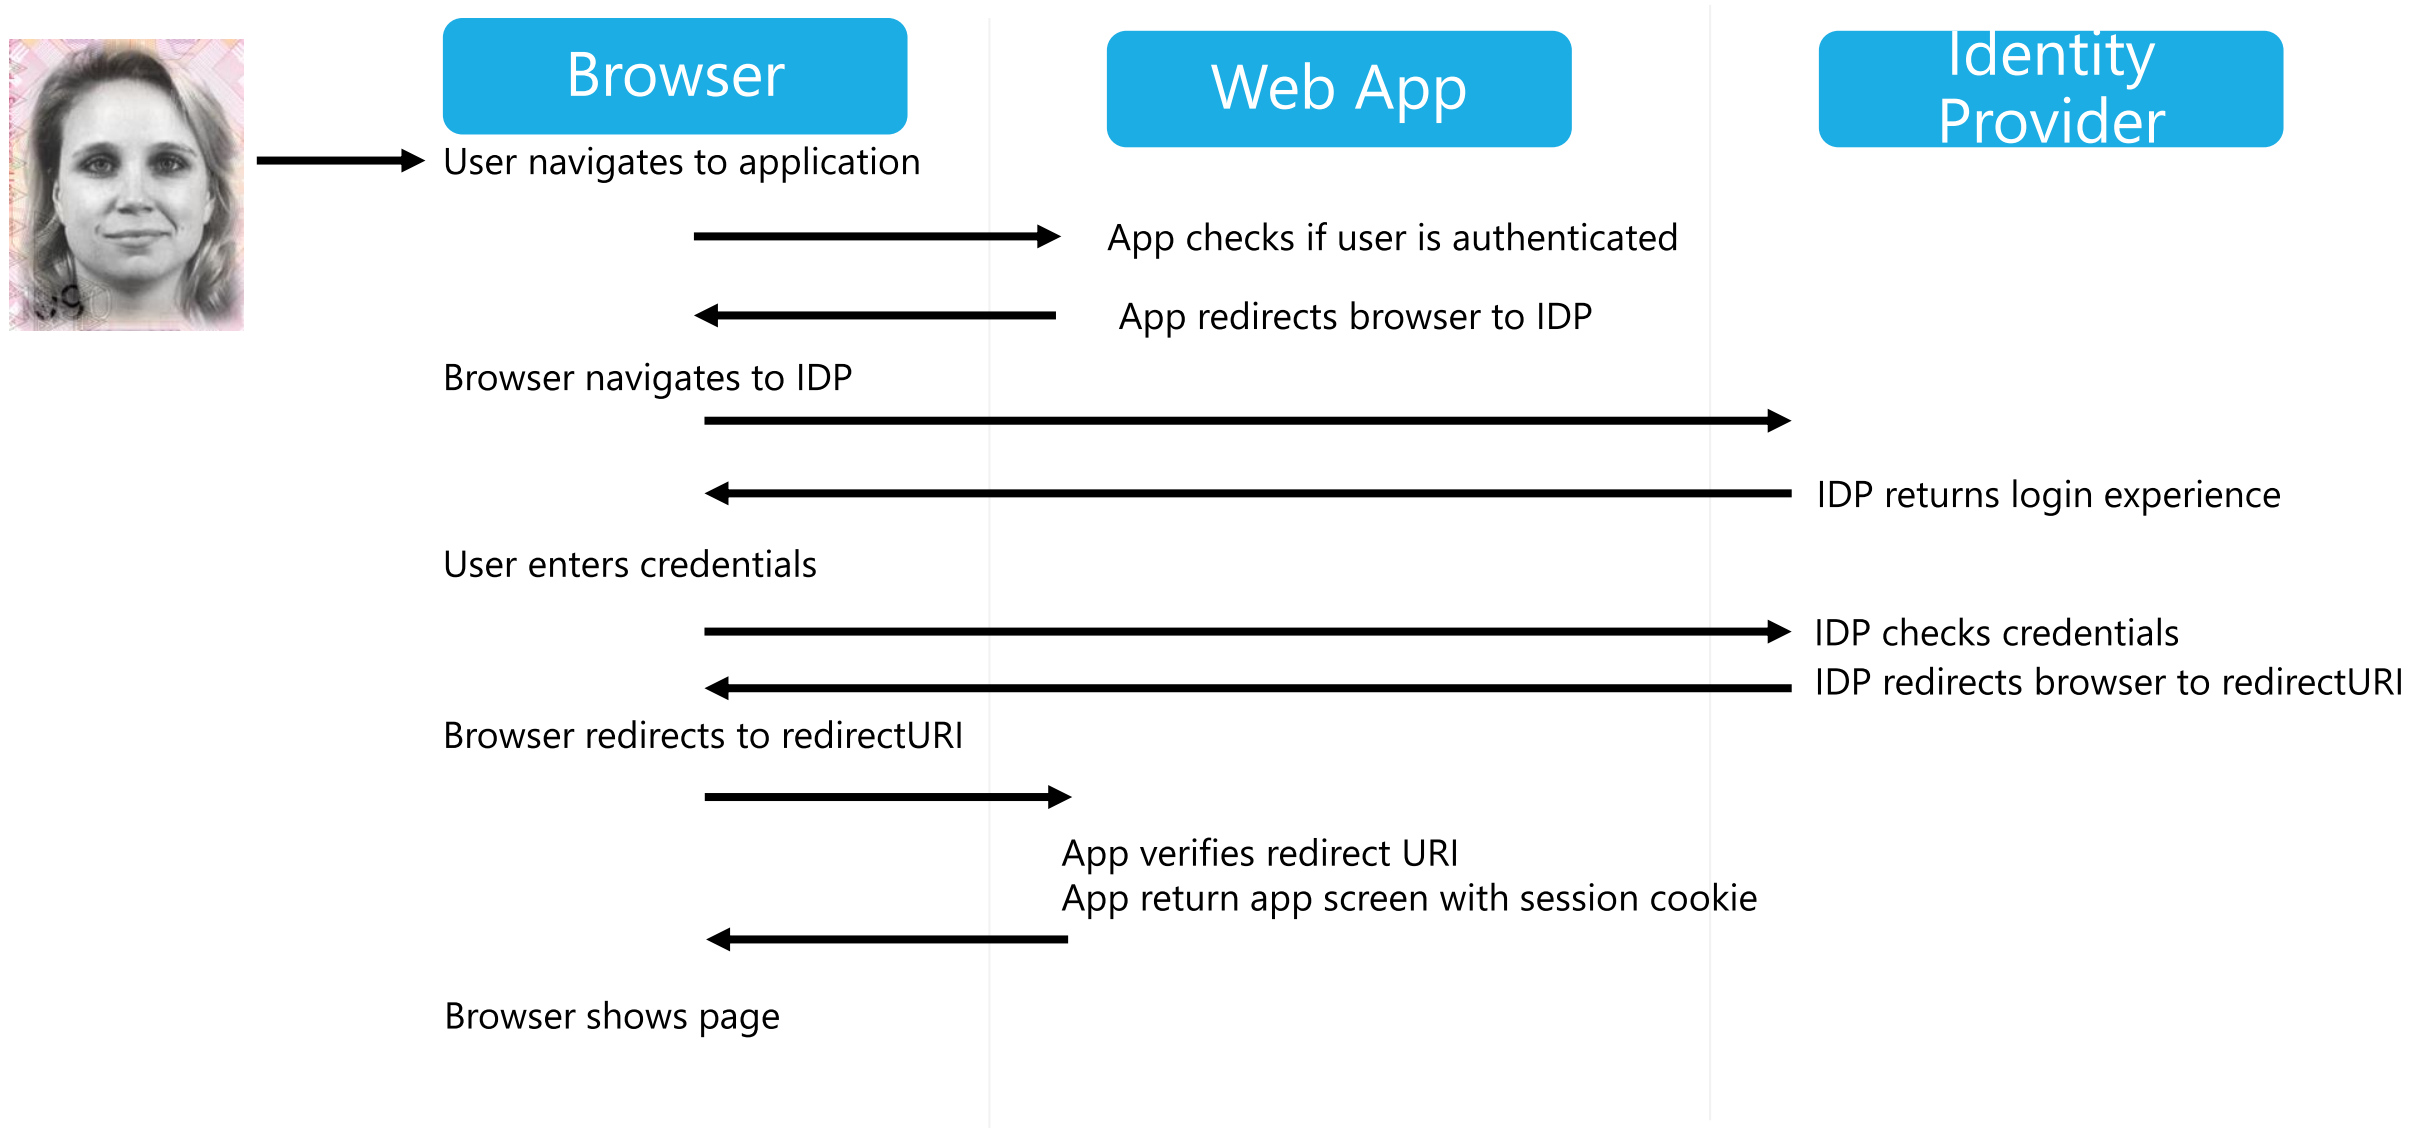 Browser
Web App
Identity
Provider
User navigates to application
App checks if user is authenticated
App redirects browser to IDP
Browser navigates to IDP
IDP returns login experience
User enters credentials
IDP checks credentials
IDP redirects browser to redirectURI
Browser redirects to redirectURI
App verifies redirect URI
App return app screen with session cookie
Browser shows page